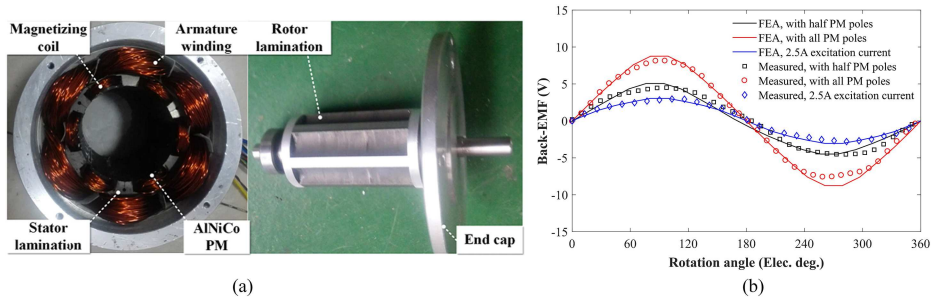 Magnetizing
coil
Armature
winding
Rotor
lamination
Stator
lamination
AlNiCo
PM
End cap
(a)
FEA, with half PM poles
FEA, with all PM poles
FEA, 2.5A excitation current
Measured, with half PM poles
Measured, with all PM poles
Measured, 2.5A excitation current
Back-EMF (V)
15
10
5
0
-5
-10
-15
0 60 120 180 240 300 360
Rotation angle (Elec. deg.)
(b)